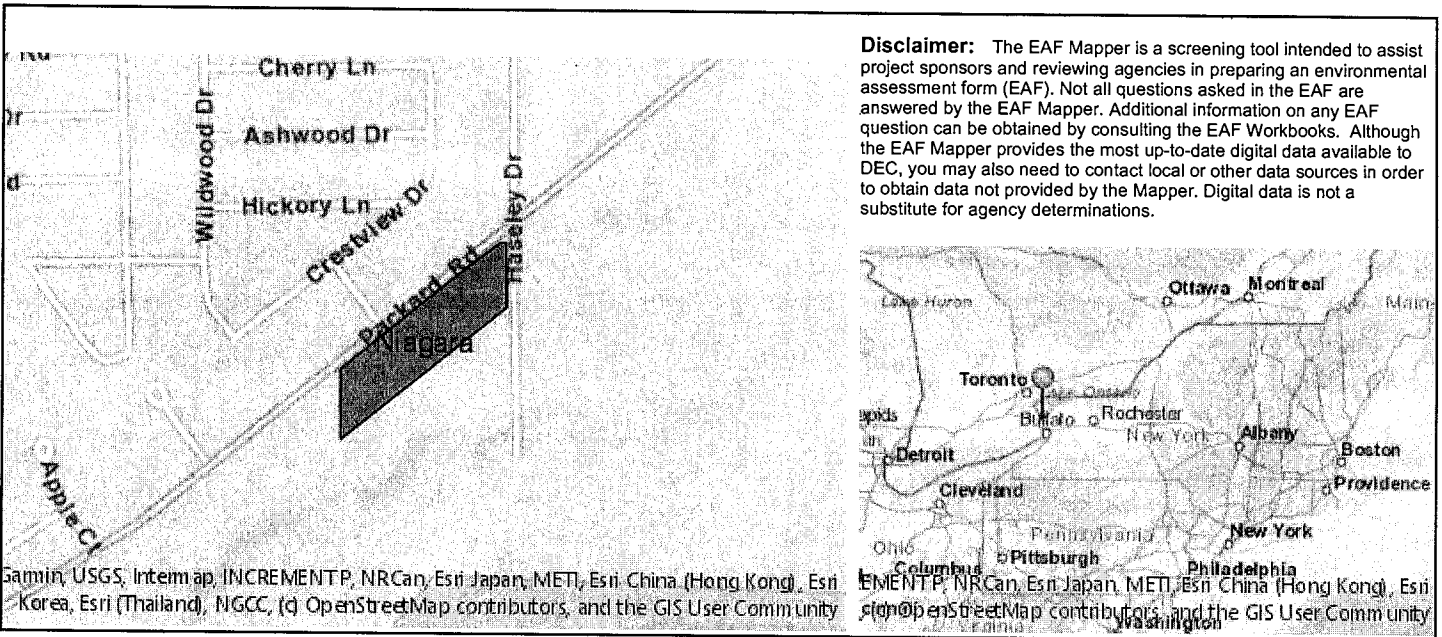 Cherry Ln
Ashwood Dr
Wildwood Dr
Hickory Ln
Crestview Dr
Haseley Dr
Packard Rd
Niagara
Apple Ct
Garmin, USGS, Intermap, INCREMENT P, NRCan, Esri Japan, METI, Esri China (Hong Kong), Esri
Korea, Esri (Thailand), NGCC, (c) OpenStreetMap contributors, and the GIS User Community
Disclaimer: The EAF Mapper is a screening tool intended to assist
project sponsors and reviewing agencies in preparing an environmental
assessment form (EAF). Not all questions asked in the EAF are
answered by the EAF Mapper. Additional information on any EAF
question can be obtained by consulting the EAF Workbooks. Although
the EAF Mapper provides the most up-to-date digital data available to
DEC, you may also need to contact local or other data sources in order
to obtain data not provided by the Mapper. Digital data is not a
substitute for agency determinations.
Ottawa
Montreal
Lake Huron
Main
Toronto
Lake Ontario
apids
Buffalo
Rochester
New York
Albany
Boston
Detroit
Providence
Cleveland
Pennsylvania
New York
Ohio
Pittsburgh
Columbus
Philadelphia
EMENT P, NRCan, Esri Japan, METI, Esri China (Hong Kong), Esri
OpenStreetMap contributors, and the GIS User Community
Washington